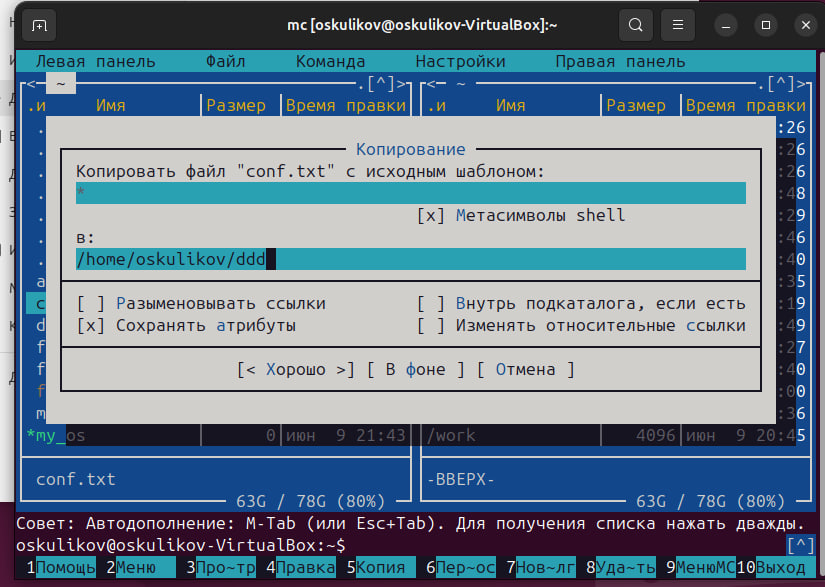 mc [oskulikov@oskulikov-VirtualBox]:~
Левая панель Файл Команда Настройки Правая панель
<─ ~ ─ .[^]> <─ ~ ─ .[^]>
.и Имя Размер Время правки .и Имя Размер Время правки
:26
:26
Копирование :26
Копировать файл "conf.txt" с исходным шаблоном: :26
* :48
[x] Метасимволы shell :29
в: :46
/home/oskulikov/ddd :40
a :35
c [ ] Разыменовывать ссылки [ ] Внутрь подкаталога, если есть :19
d [x] Сохранять атрибуты [ ] Изменять относительные ссылки :49
f :27
f [< Хорошо >] [ В фоне ] [ Отмена ] :40
f :00
m :36
*my_os 0 июн 9 21:43 /work 4096 июн 9 20:45
conf.txt -ВВЕРХ-
63G / 78G (80%) 63G / 78G (80%)
Совет: Автодополнение: M-Tab (или Esc+Tab). Для получения списка нажать дважды.
oskulikov@oskulikov-VirtualBox:~$ [^]
1Помощь 2Меню 3Про~тр 4Правка 5Копия 6Пер~ос 7Нов~лг 8Уда~ть 9МенюMC 10Выход